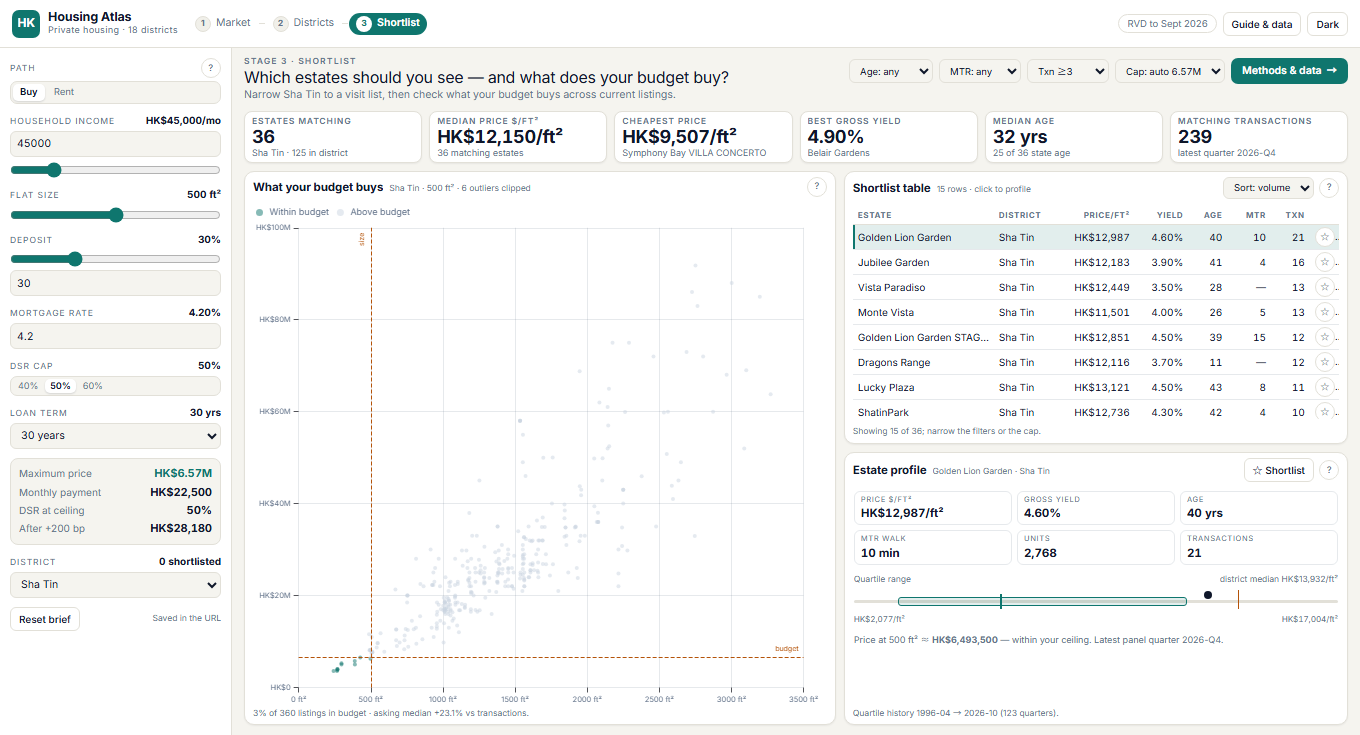 HK
Housing Atlas
Private housing · 18 districts
1 Market
2 Districts
3 Shortlist
RVD to Sept 2026
Guide & data
Dark
PATH
?
Buy
Rent
HOUSEHOLD INCOME HK$45,000/mo
45000
FLAT SIZE 500 ft²
DEPOSIT 30%
30
MORTGAGE RATE 4.20%
4.2
DSR CAP 50%
40% 50% 60%
LOAN TERM 30 yrs
30 years
Maximum price HK$6.57M
Monthly payment HK$22,500
DSR at ceiling 50%
After +200 bp HK$28,180
DISTRICT 0 shortlisted
Sha Tin
Reset brief
Saved in the URL
STAGE 3 · SHORTLIST
Which estates should you see — and what does your budget buy?
Narrow Sha Tin to a visit list, then check what your budget buys across current listings.
Age: any
MTR: any
Txn ≥3
Cap: auto 6.57M
Methods & data →
ESTATES MATCHING
36
Sha Tin · 125 in district
MEDIAN PRICE $/FT²
HK$12,150/ft²
36 matching estates
CHEAPEST PRICE
HK$9,507/ft²
Symphony Bay VILLA CONCERTO
BEST GROSS YIELD
4.90%
Belair Gardens
MEDIAN AGE
32 yrs
25 of 36 state age
MATCHING TRANSACTIONS
239
latest quarter 2026-Q4
What your budget buys Sha Tin · 500 ft² · 6 outliers clipped
?
Within budget
Above budget
HK$100M
HK$80M
HK$60M
HK$40M
HK$20M
HK$0
size
budget
0 ft² 500 ft² 1000 ft² 1500 ft² 2000 ft² 2500 ft² 3000 ft² 3500 ft²
3% of 360 listings in budget · asking median +23.1% vs transactions.
Shortlist table 15 rows · click to profile
Sort: volume
?
ESTATE DISTRICT PRICE/FT² YIELD AGE MTR TXN
Golden Lion Garden Sha Tin HK$12,987 4.60% 40 10 21 ☆
Jubilee Garden Sha Tin HK$12,183 3.90% 41 4 16 ☆
Vista Paradiso Sha Tin HK$12,449 3.50% 28 — 13 ☆
Monte Vista Sha Tin HK$11,501 4.00% 26 5 13 ☆
Golden Lion Garden STAG... Sha Tin HK$12,851 4.50% 39 15 12 ☆
Dragons Range Sha Tin HK$12,116 3.70% 11 — 12 ☆
Lucky Plaza Sha Tin HK$13,121 4.50% 43 8 11 ☆
ShatinPark Sha Tin HK$12,736 4.30% 42 4 10 ☆
Showing 15 of 36; narrow the filters or the cap.
Estate profile Golden Lion Garden · Sha Tin
☆ Shortlist
?
PRICE $/FT²
HK$12,987/ft²
GROSS YIELD
4.60%
AGE
40 yrs
MTR WALK
10 min
UNITS
2,768
TRANSACTIONS
21
Quartile range
district median HK$13,932/ft²
HK$2,077/ft²
HK$17,004/ft²
Price at 500 ft² ≈ HK$6,493,500 — within your ceiling. Latest panel quarter 2026-Q4.
Quartile history 1996-04 → 2026-10 (123 quarters).